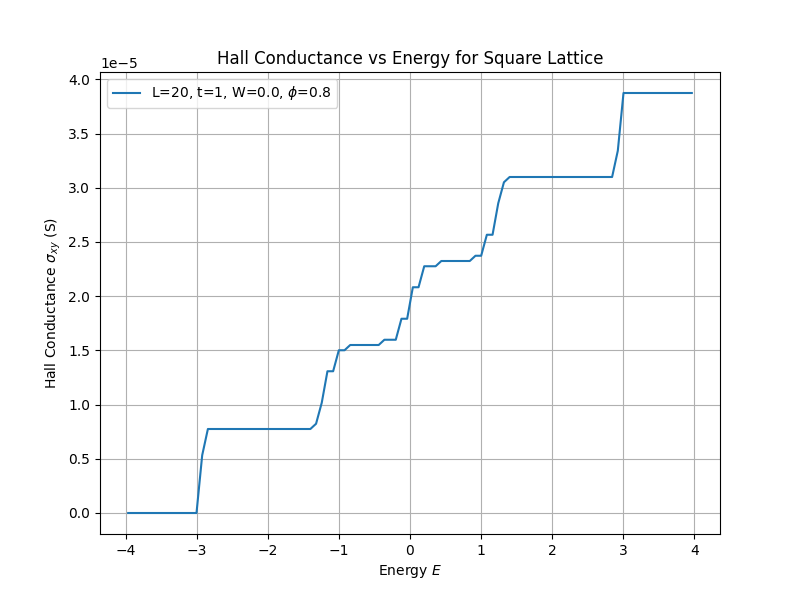 Hall Conductance vs Energy for Square Lattice
1e−5
L=20, t=1, W=0.0, ϕ=0.8
4.0
3.5
3.0
2.5
2.0
1.5
1.0
0.5
0.0
Hall Conductance σxy (S)
−4 −3 −2 −1 0 1 2 3 4
Energy E